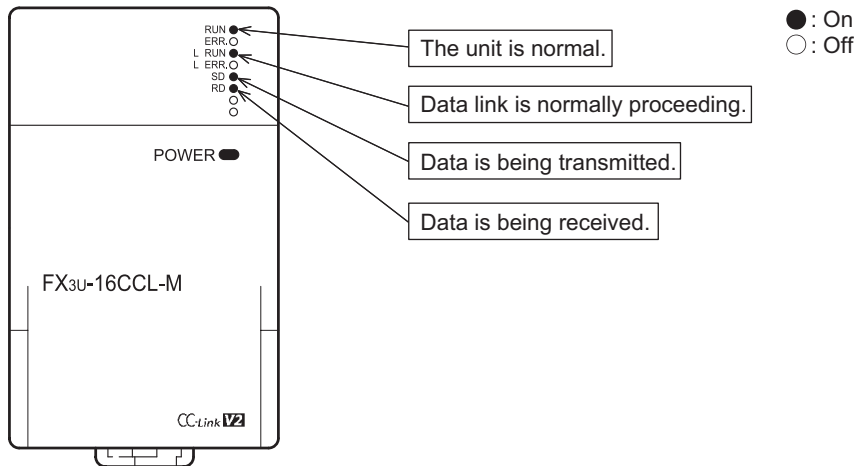 RUN
ERR.
L RUN
L ERR.
SD
RD
POWER
FX3U-16CCL-M
CC-Link V2
The unit is normal.
Data link is normally proceeding.
Data is being transmitted.
Data is being received.
: On
: Off